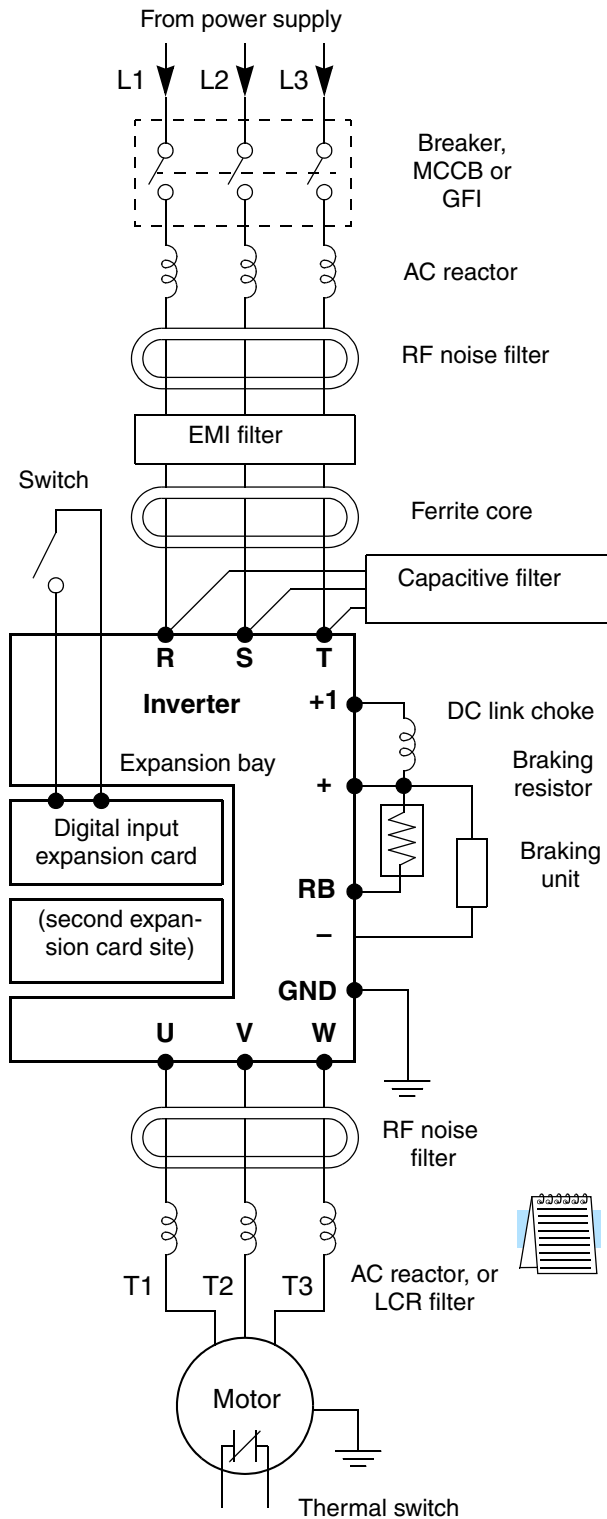 From power supply
L1 L2 L3
Breaker,
MCCB or
GFI
AC reactor
RF noise filter
EMI filter
Switch
Ferrite core
Capacitive filter
R S T
Inverter
+1
DC link choke
Expansion bay
+
Braking
resistor
Digital input
expansion card
Braking
unit
RB
(second expan-
sion card site)
–
GND
U V W
RF noise
filter
T1 T2 T3
AC reactor, or
LCR filter
Motor
Thermal switch